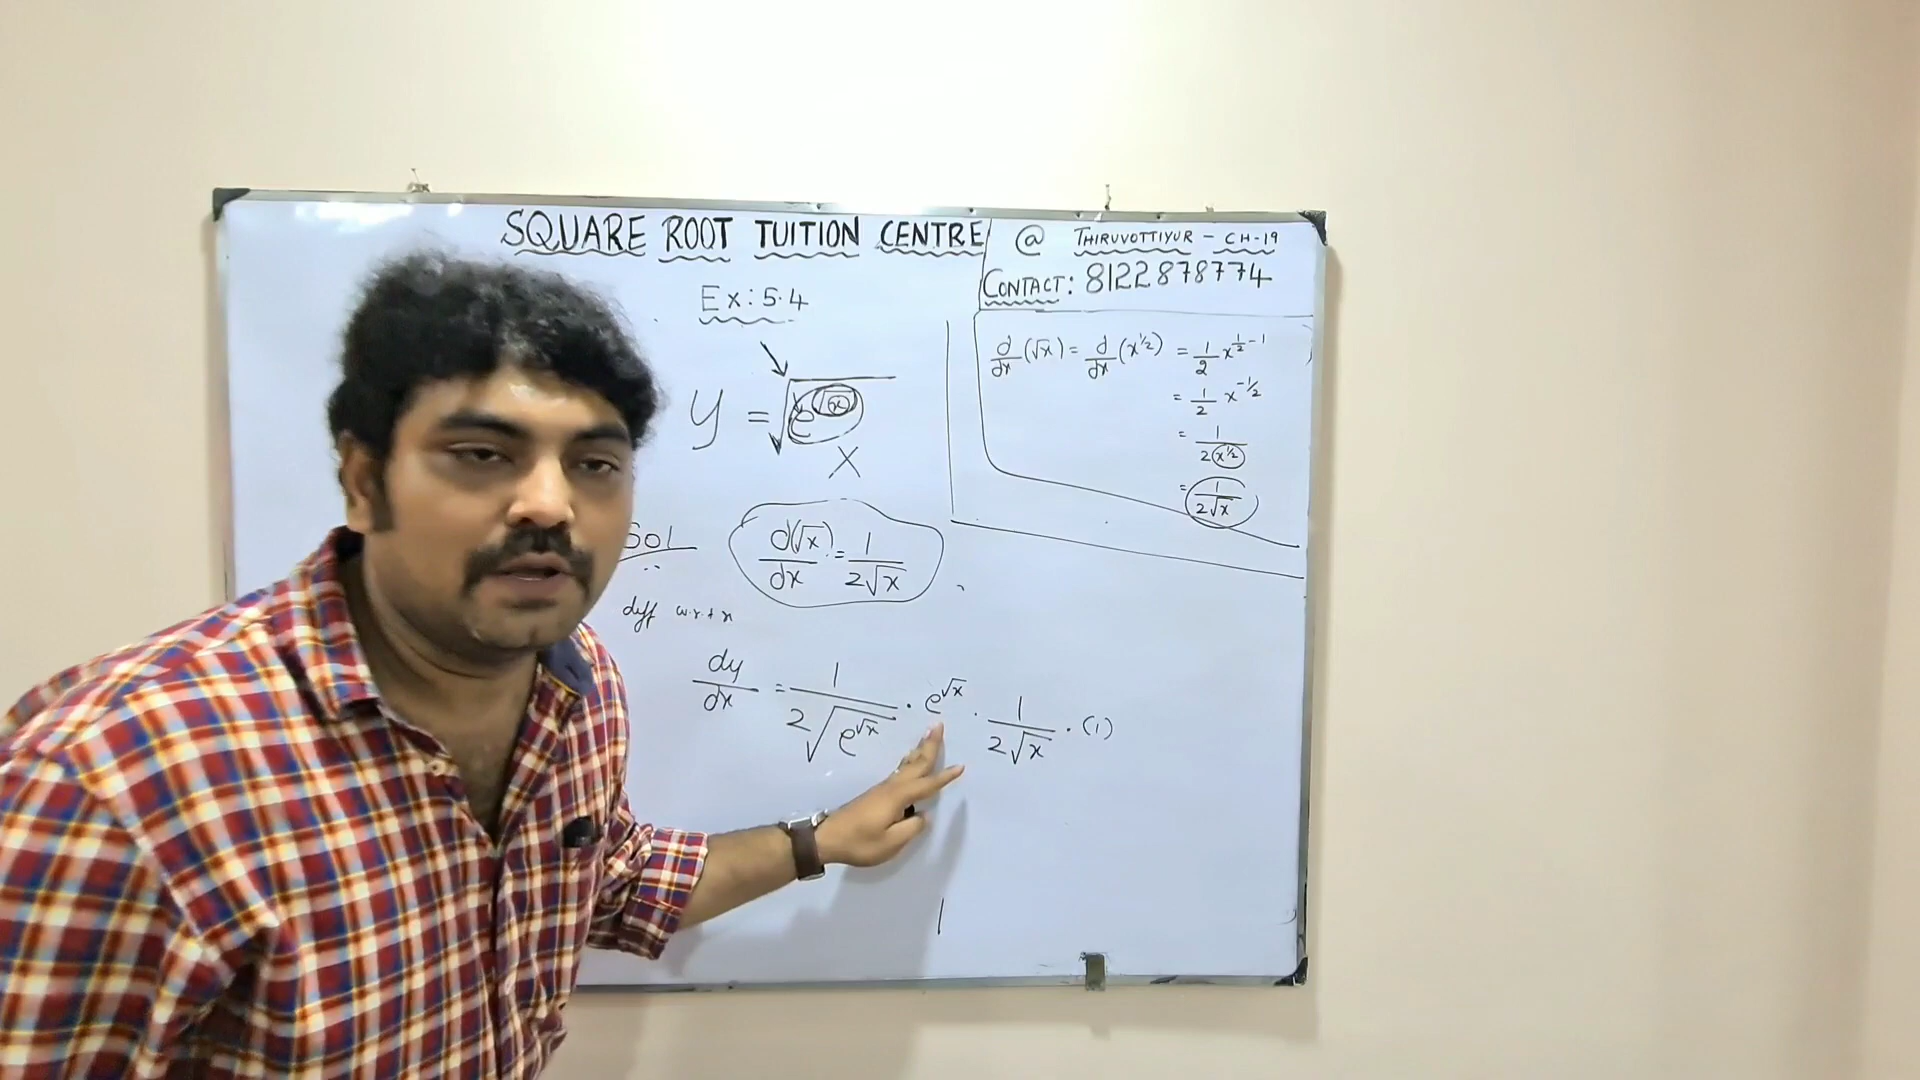 SQUARE ROOT TUITION CENTRE @ THIRUVOTTIYUR - CH-19
CONTACT: 8122878774
Ex: 5.4
y = √(e^√x)
x
d/dx (√x) = d/dx (x^1/2) = 1/2 x^(1/2 - 1)
= 1/2 x^-1/2
= 1/(2 x^1/2)
= 1/(2√x)
Sol
d(√x)/dx = 1/(2√x)
diff w.r.t x
dy/dx = 1/(2√(e^√x)) · e^√x · 1/(2√x) · (1)